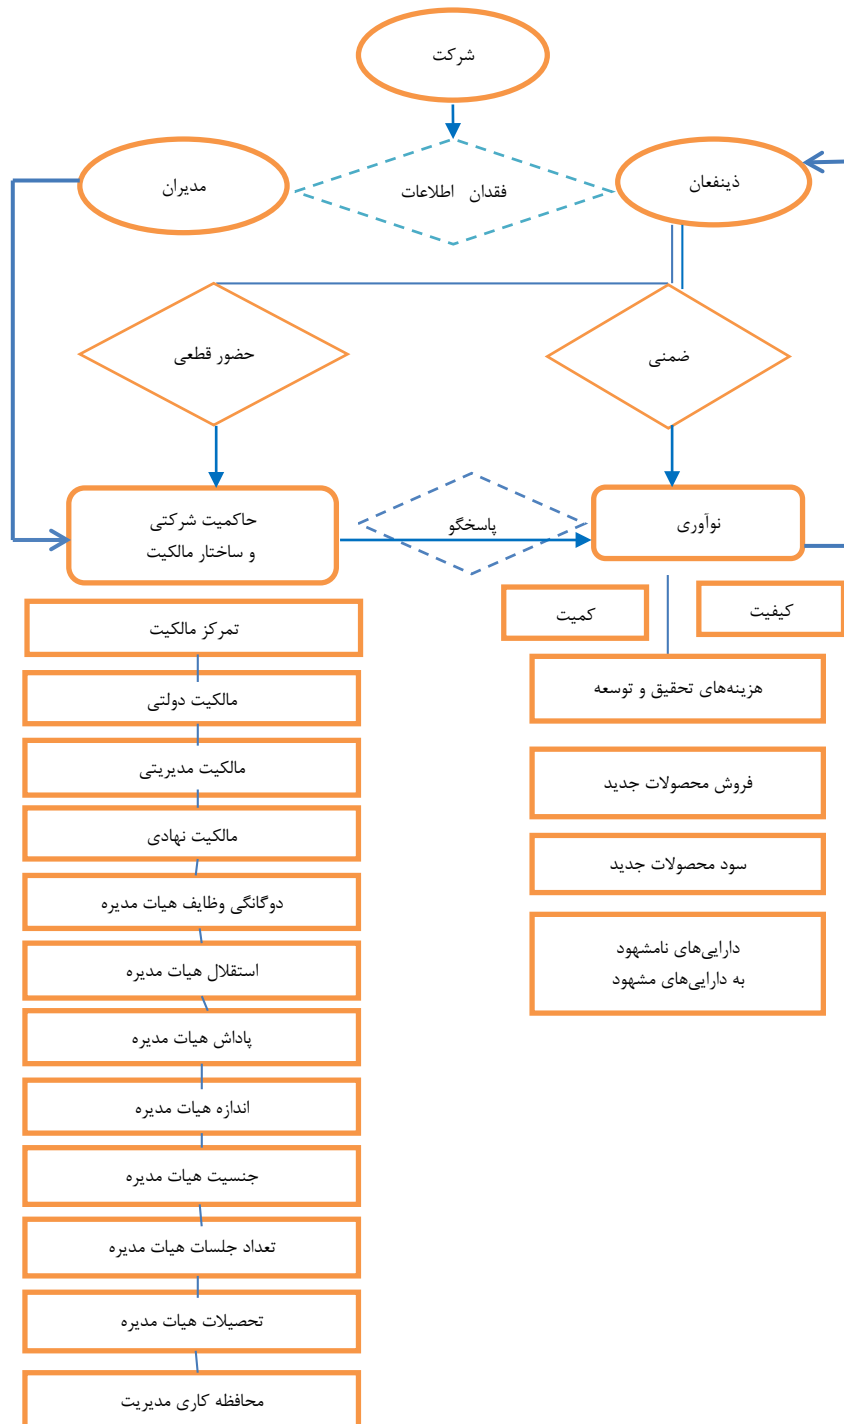 شرکت
ذینفعان
فقدان اطلاعات
مدیران
ضمنی
حضور قطعی
نوآوری
پاسخگو
حاکمیت شرکتی
و ساختار مالکیت
کیفیت
کمیت
هزینه‌های تحقیق و توسعه
فروش محصولات جدید
سود محصولات جدید
دارایی‌های نامشهود
به دارایی‌های مشهود
تمرکز مالکیت
مالکیت دولتی
مالکیت مدیریتی
مالکیت نهادی
دوگانگی وظایف هیات مدیره
استقلال هیات مدیره
پاداش هیات مدیره
اندازه هیات مدیره
جنسیت هیات مدیره
تعداد جلسات هیات مدیره
تحصیلات هیات مدیره
محافظه کاری مدیریت